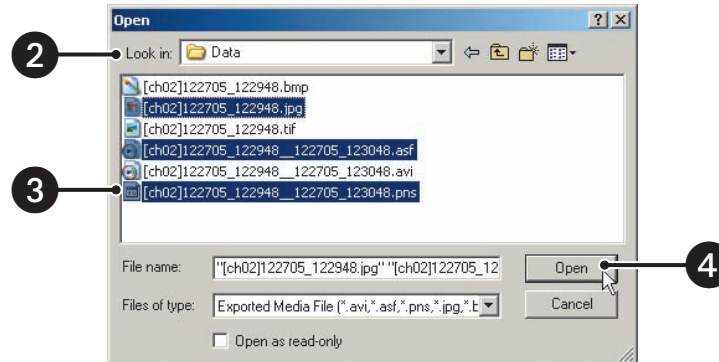 Open
2
Look in: Data
[ch02]122705_122948.bmp
[ch02]122705_122948.jpg
[ch02]122705_122948.tif
[ch02]122705_122948__122705_123048.asf
[ch02]122705_122948__122705_123048.avi
3
[ch02]122705_122948__122705_123048.pns
File name: "[ch02]122705_122948.jpg" "[ch02]122705_12
Open
4
Files of type: Exported Media File (*.avi,*.asf,*.pns,*.jpg,*.b
Cancel
Open as read-only